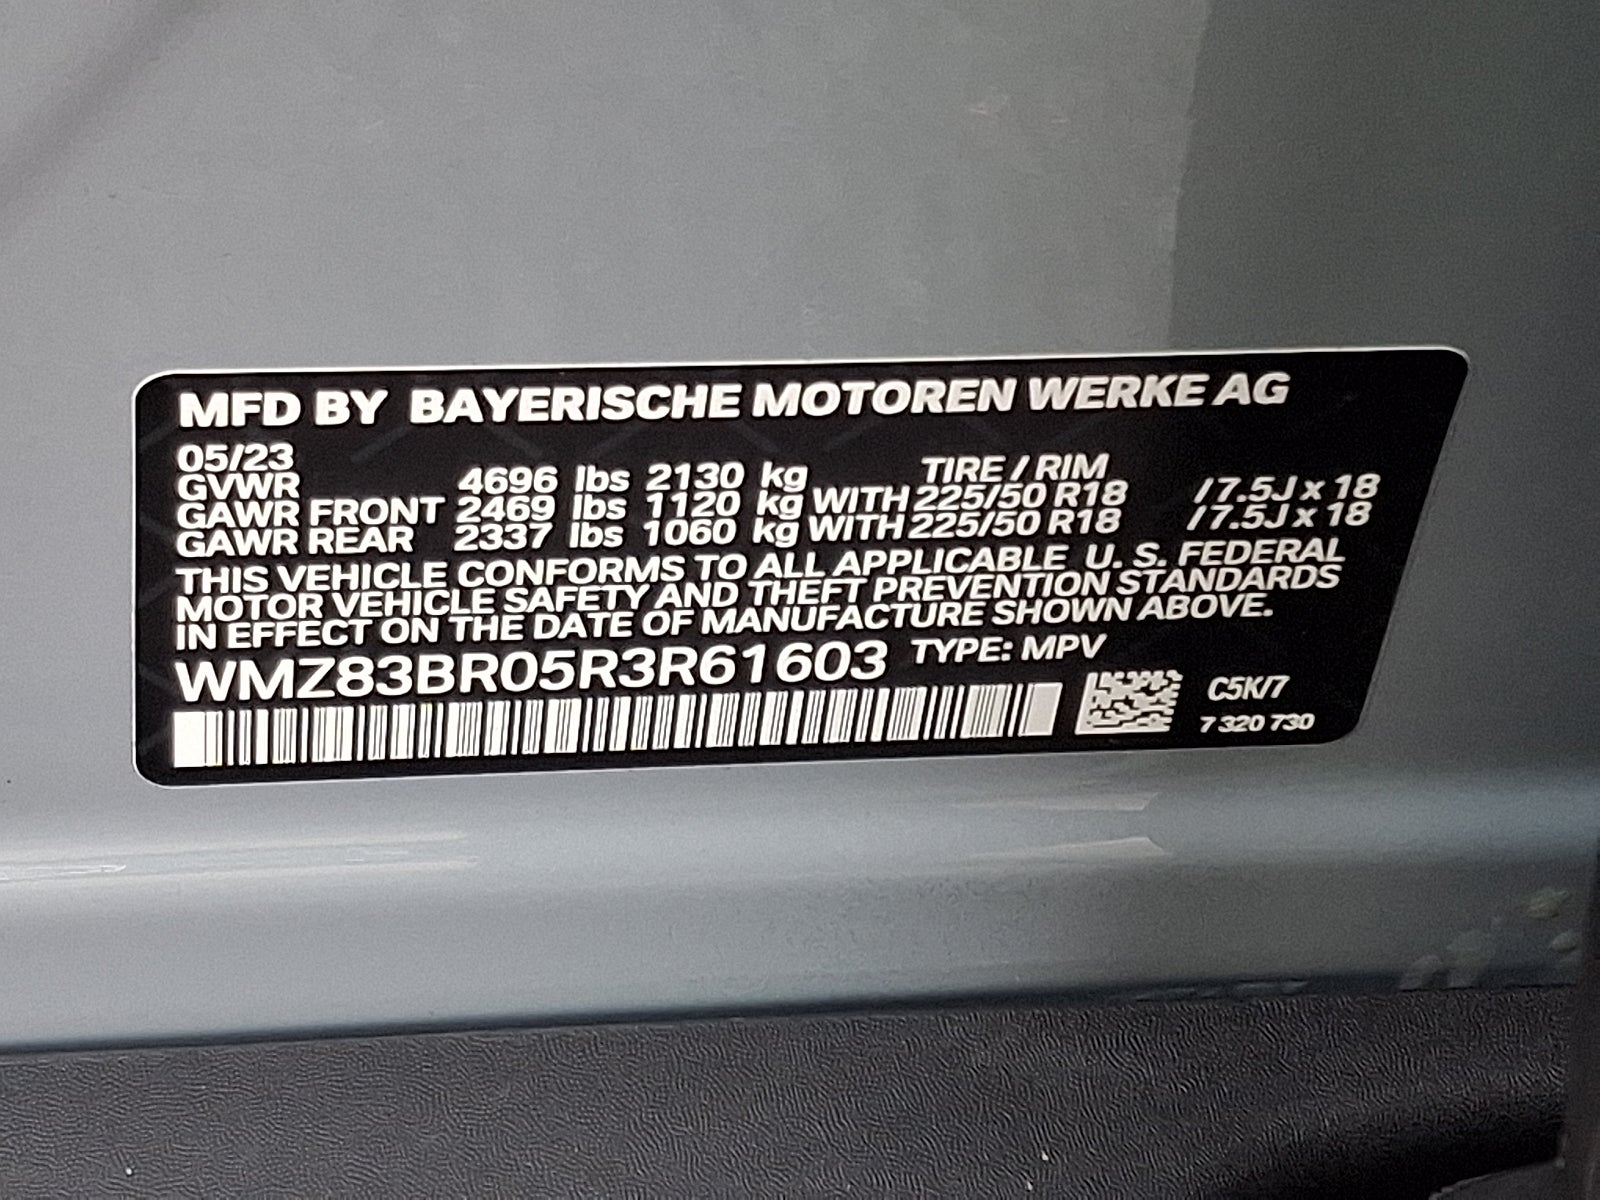 MFD BY BAYERISCHE MOTOREN WERKE AG
05/23
TIRE / RIM
GVWR 4696 lbs 2130 kg
GAWR FRONT 2469 lbs 1120 kg WITH 225/50 R18 / 7.5J x 18
GAWR REAR 2337 lbs 1060 kg WITH 225/50 R18 / 7.5J x 18
THIS VEHICLE CONFORMS TO ALL APPLICABLE U. S. FEDERAL
MOTOR VEHICLE SAFETY AND THEFT PREVENTION STANDARDS
IN EFFECT ON THE DATE OF MANUFACTURE SHOWN ABOVE.
WMZ83BR05R3R61603 TYPE: MPV
C5K/7
7 320 730